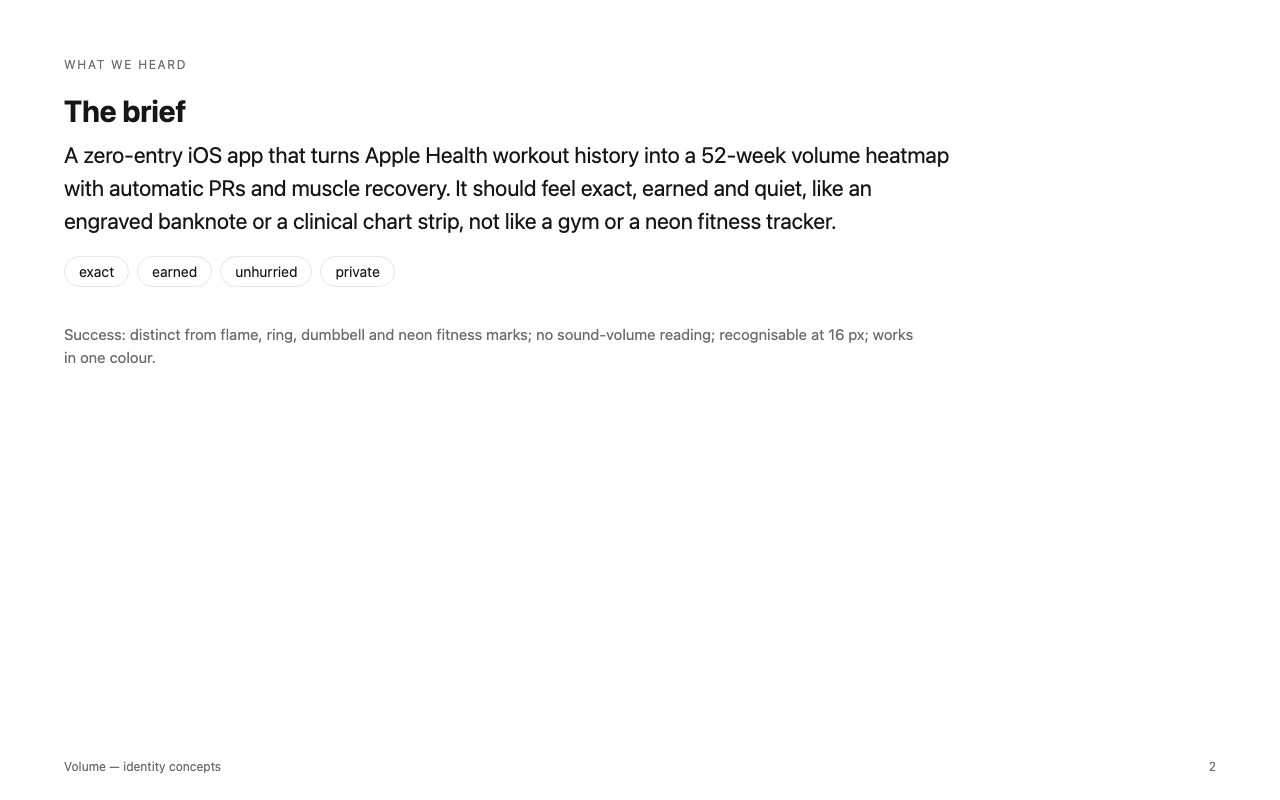 WHAT WE HEARD
The brief
A zero-entry iOS app that turns Apple Health workout history into a 52-week volume heatmap
with automatic PRs and muscle recovery. It should feel exact, earned and quiet, like an
engraved banknote or a clinical chart strip, not like a gym or a neon fitness tracker.
exact earned unhurried private
Success: distinct from flame, ring, dumbbell and neon fitness marks; no sound-volume reading; recognisable at 16 px; works
in one colour.
Volume — identity concepts 2